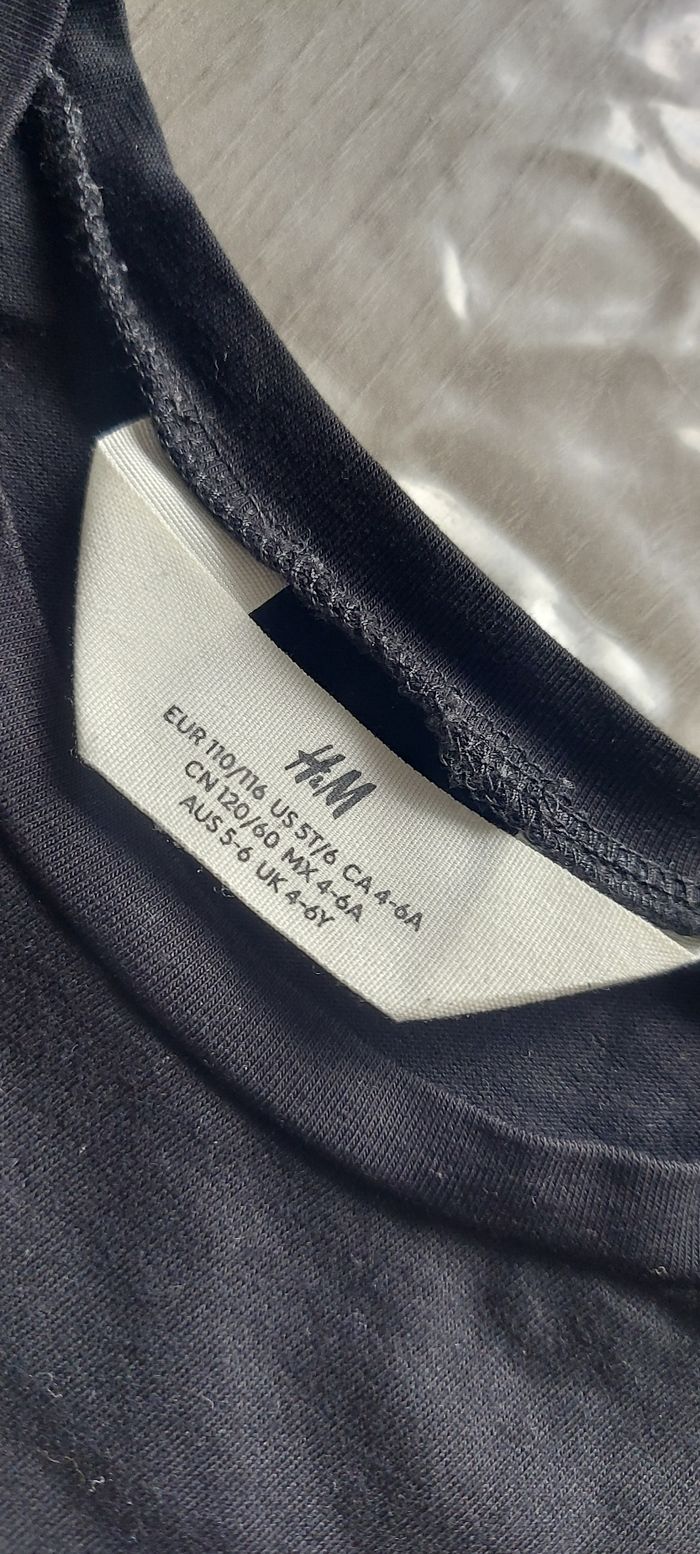 H&M
EUR 110/116 US 5T/6 CA 4-6A
CN 120/60 MX 4-6A
AUS 5-6 UK 4-6Y